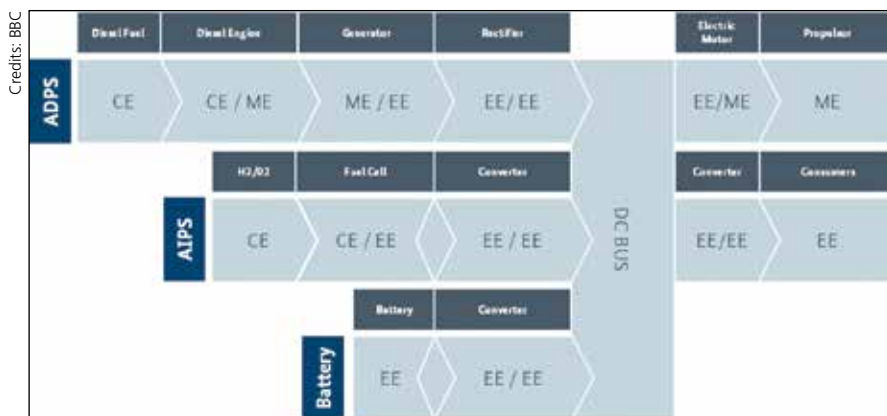 Credits: BBC
Diesel Fuel Diesel Engine Generator Rectifier Electric Motor Propulsor
ADPS CE CE / ME ME / EE EE/ EE EE/ME ME
H2/O2 Fuel Cell Converter Converter Consumers
AIPS CE CE / EE EE / EE DC BUS EE/EE EE
Battery Converter
Battery EE EE / EE